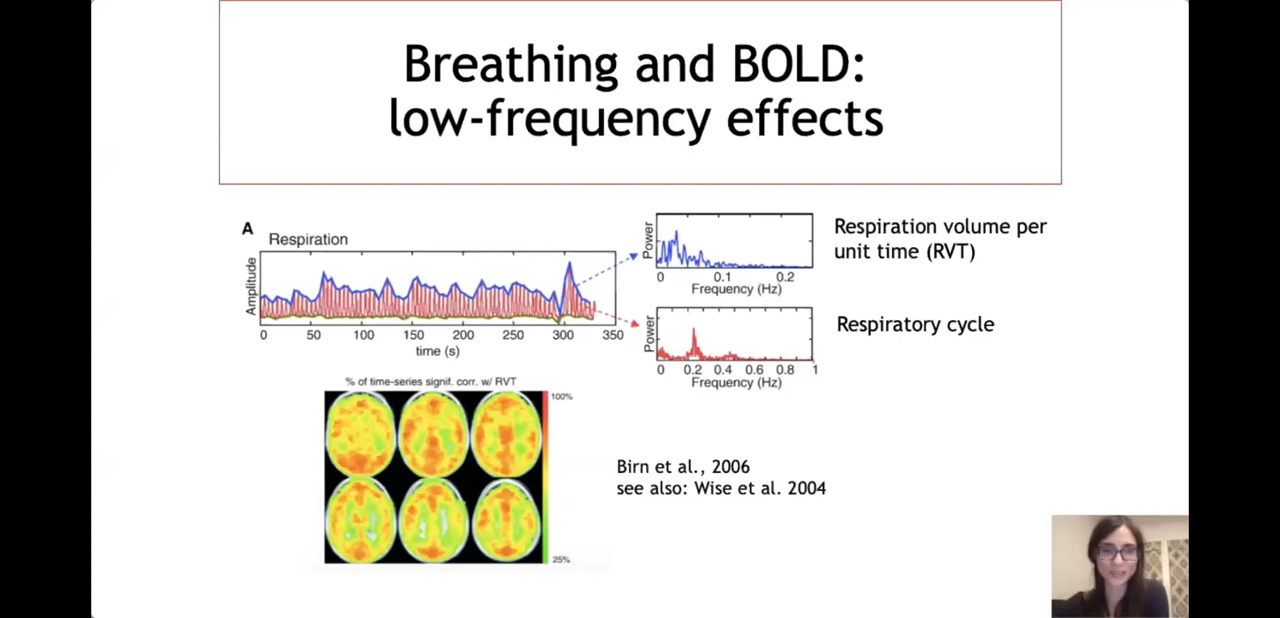 Breathing and BOLD:
low-frequency effects
A
Respiration
Amplitude
0 50 100 150 200 250 300 350
time (s)
Power
0 0.1 0.2
Frequency (Hz)
Respiration volume per
unit time (RVT)
Power
0 0.2 0.4 0.6 0.8 1
Frequency (Hz)
Respiratory cycle
% of time-series signif. corr. w/ RVT
100%
25%
Birn et al., 2006
see also: Wise et al. 2004